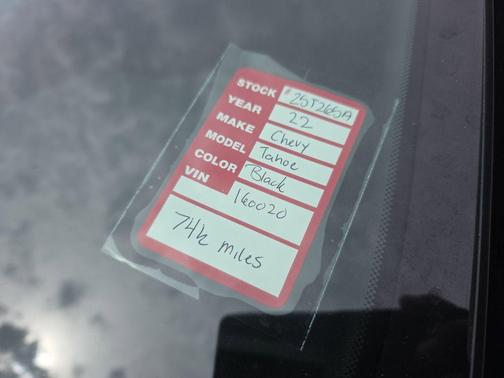 STOCK # 25T265A
YEAR 22
MAKE Chevy
MODEL Tahoe
COLOR Black
VIN 160020
74k miles